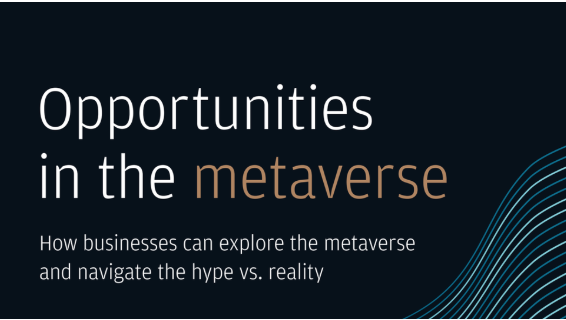 Opportunities
in the metaverse
How businesses can explore the metaverse
and navigate the hype vs. reality